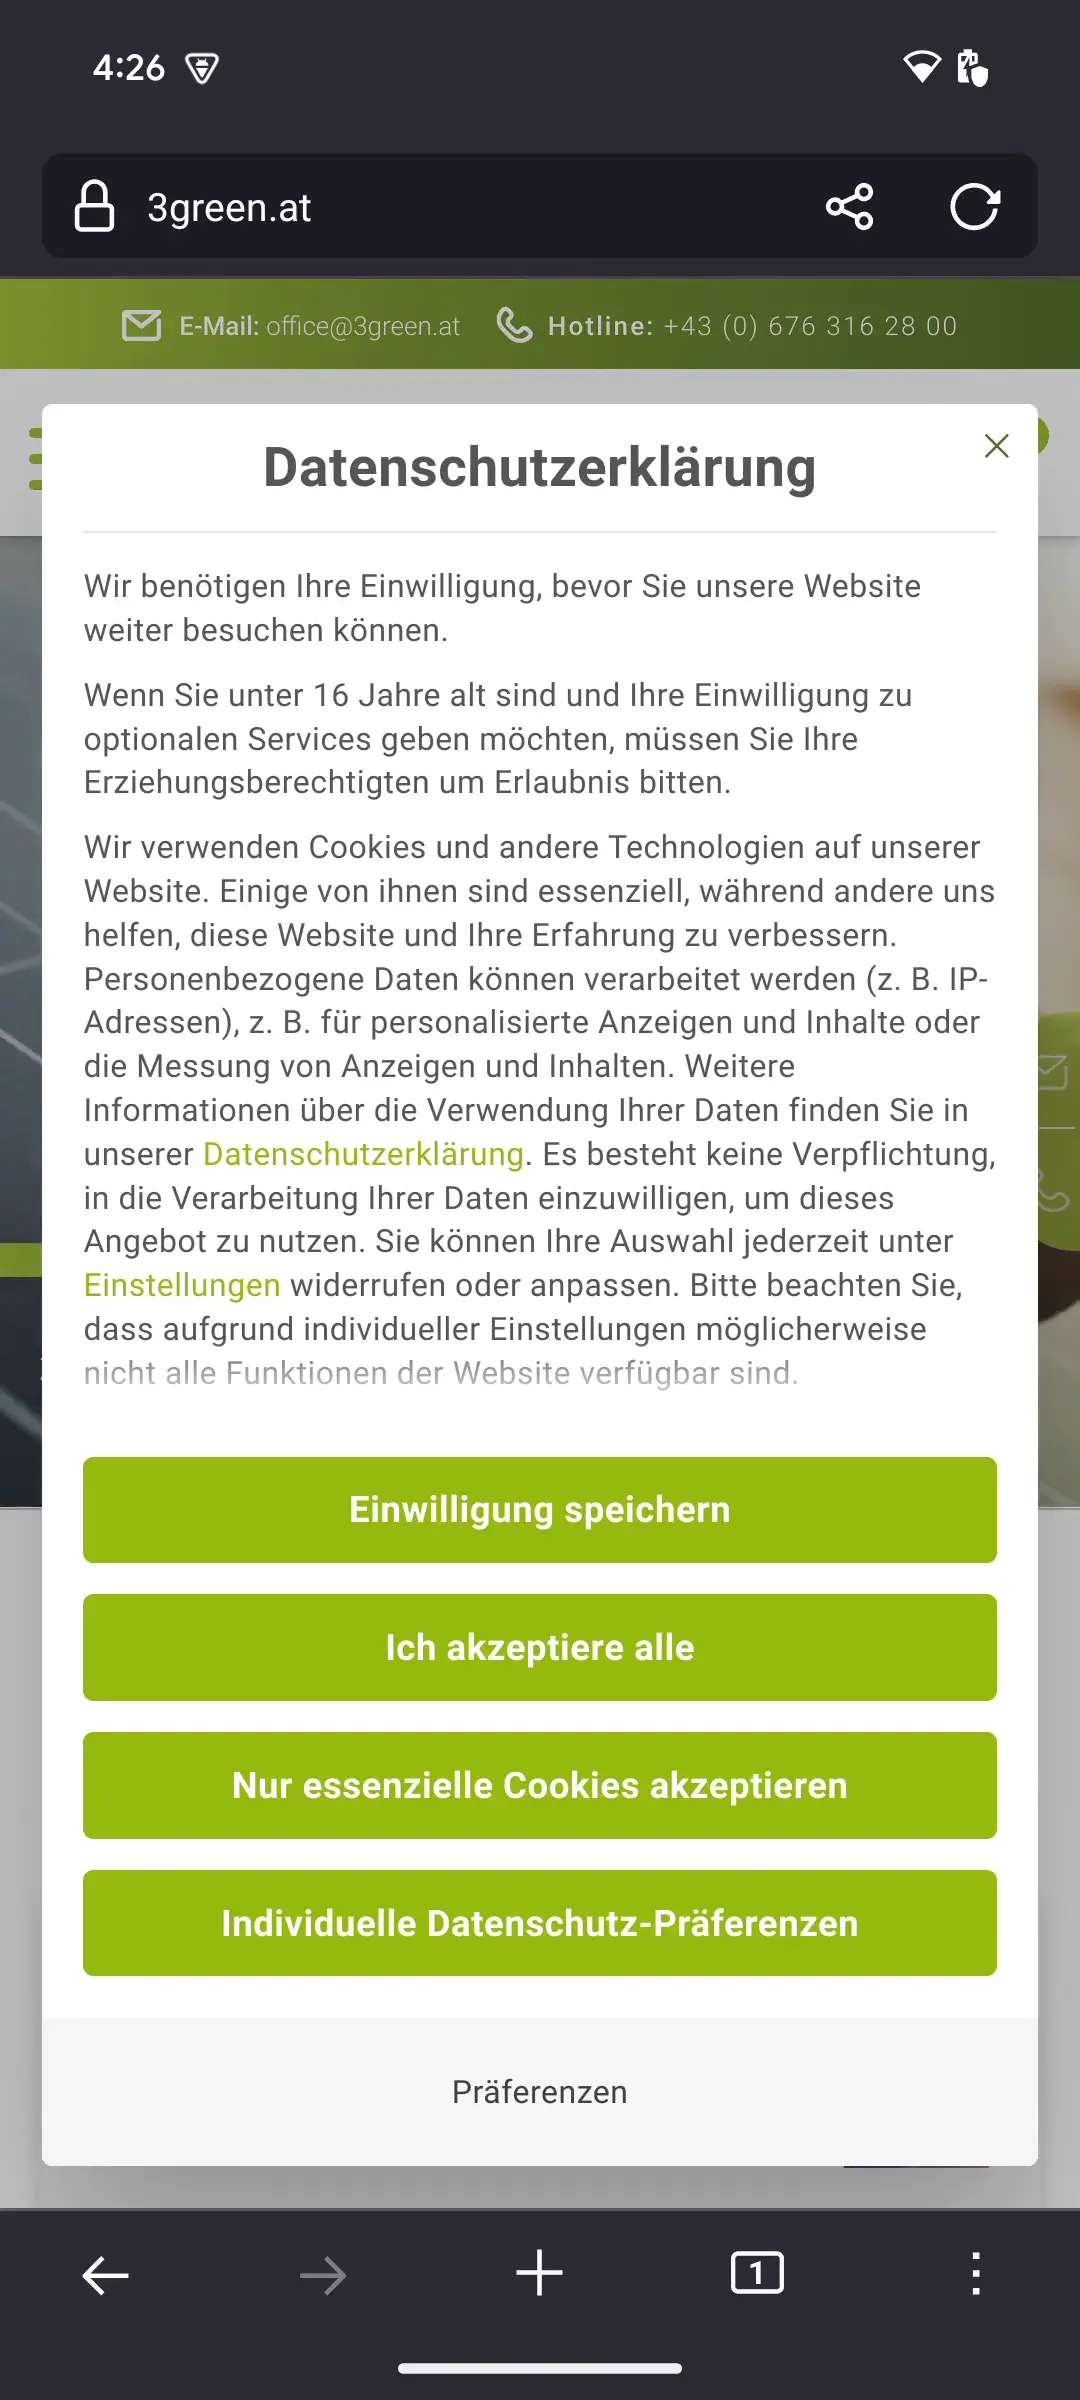 4:26
3green.at
E-Mail: office@3green.at Hotline: +43 (0) 676 316 28 00
Datenschutzerklärung
Wir benötigen Ihre Einwilligung, bevor Sie unsere Website
weiter besuchen können.
Wenn Sie unter 16 Jahre alt sind und Ihre Einwilligung zu
optionalen Services geben möchten, müssen Sie Ihre
Erziehungsberechtigten um Erlaubnis bitten.
Wir verwenden Cookies und andere Technologien auf unserer
Website. Einige von ihnen sind essenziell, während andere uns
helfen, diese Website und Ihre Erfahrung zu verbessern.
Personenbezogene Daten können verarbeitet werden (z. B. IP-
Adressen), z. B. für personalisierte Anzeigen und Inhalte oder
die Messung von Anzeigen und Inhalten. Weitere
Informationen über die Verwendung Ihrer Daten finden Sie in
unserer Datenschutzerklärung. Es besteht keine Verpflichtung,
in die Verarbeitung Ihrer Daten einzuwilligen, um dieses
Angebot zu nutzen. Sie können Ihre Auswahl jederzeit unter
Einstellungen widerrufen oder anpassen. Bitte beachten Sie,
dass aufgrund individueller Einstellungen möglicherweise
nicht alle Funktionen der Website verfügbar sind.
Einwilligung speichern
Ich akzeptiere alle
Nur essenzielle Cookies akzeptieren
Individuelle Datenschutz-Präferenzen
Präferenzen
1